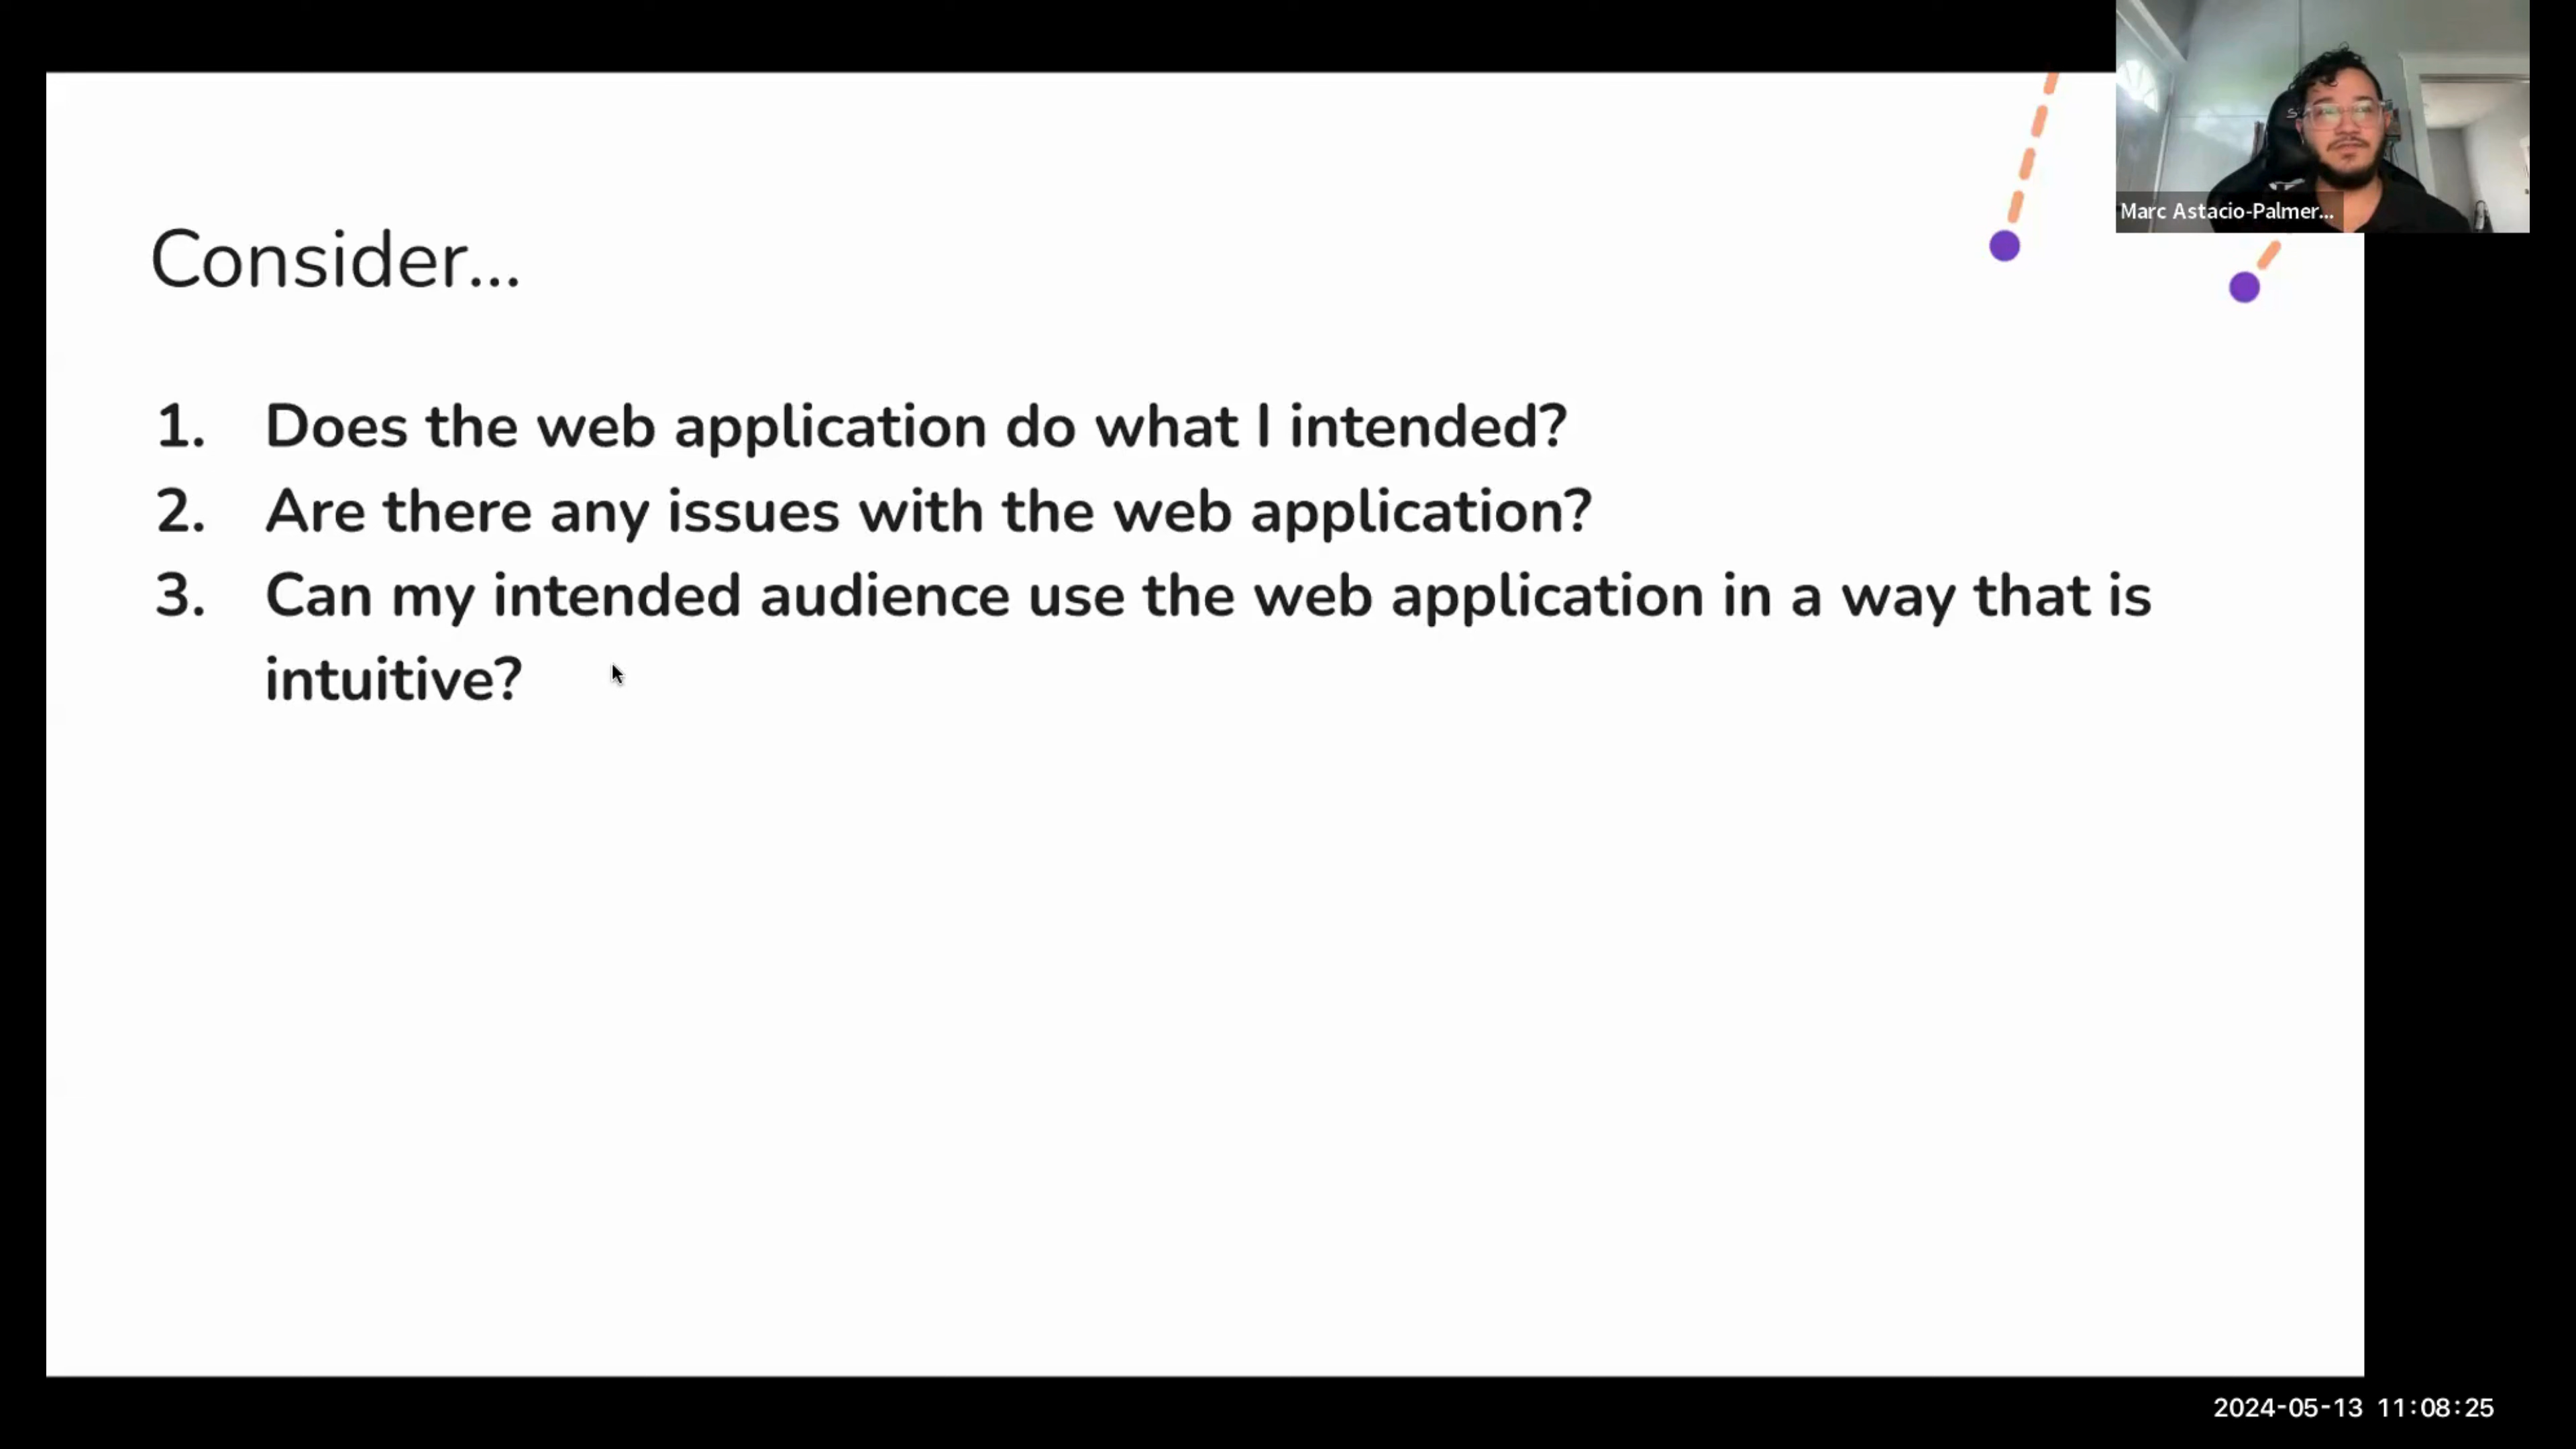 Marc Astacio-Palmer...
Consider...
1. Does the web application do what I intended?
2. Are there any issues with the web application?
3. Can my intended audience use the web application in a way that is
intuitive?
2024-05-13 11:08:25